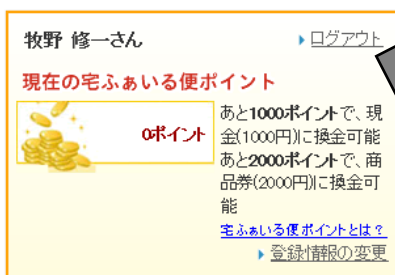 牧野 修一さん
ログアウト
現在の宅ふぁいる便ポイント
0ポイント
あと1000ポイントで、現
金(1000円)に換金可能
あと2000ポイントで、商
品券(2000円)に換金可
能
宅ふぁいる便ポイントとは?
登録情報の変更